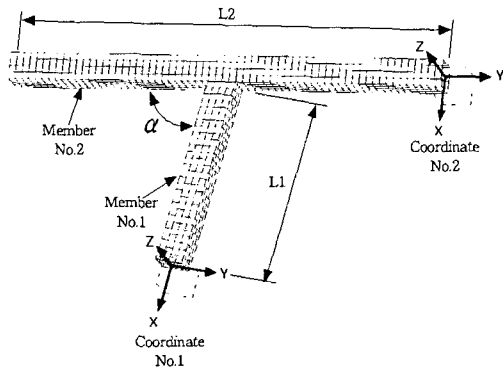 L2
Z
Y
X
Coordinate
No.2
Member
No.2
α
Member
No.1
L1
Z
Y
X
Coordinate
No.1